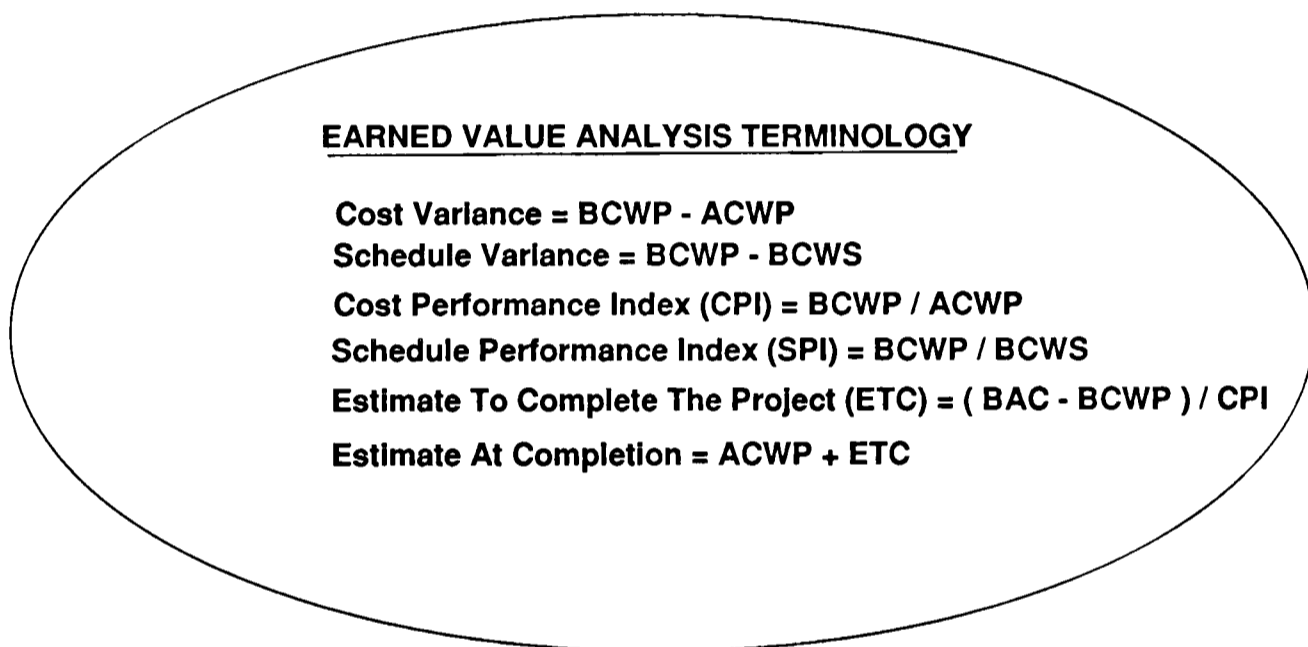 EARNED VALUE ANALYSIS TERMINOLOGY
Cost Variance = BCWP - ACWP
Schedule Variance = BCWP - BCWS
Cost Performance Index (CPI) = BCWP / ACWP
Schedule Performance Index (SPI) = BCWP / BCWS
Estimate To Complete The Project (ETC) = ( BAC - BCWP ) / CPI
Estimate At Completion = ACWP + ETC